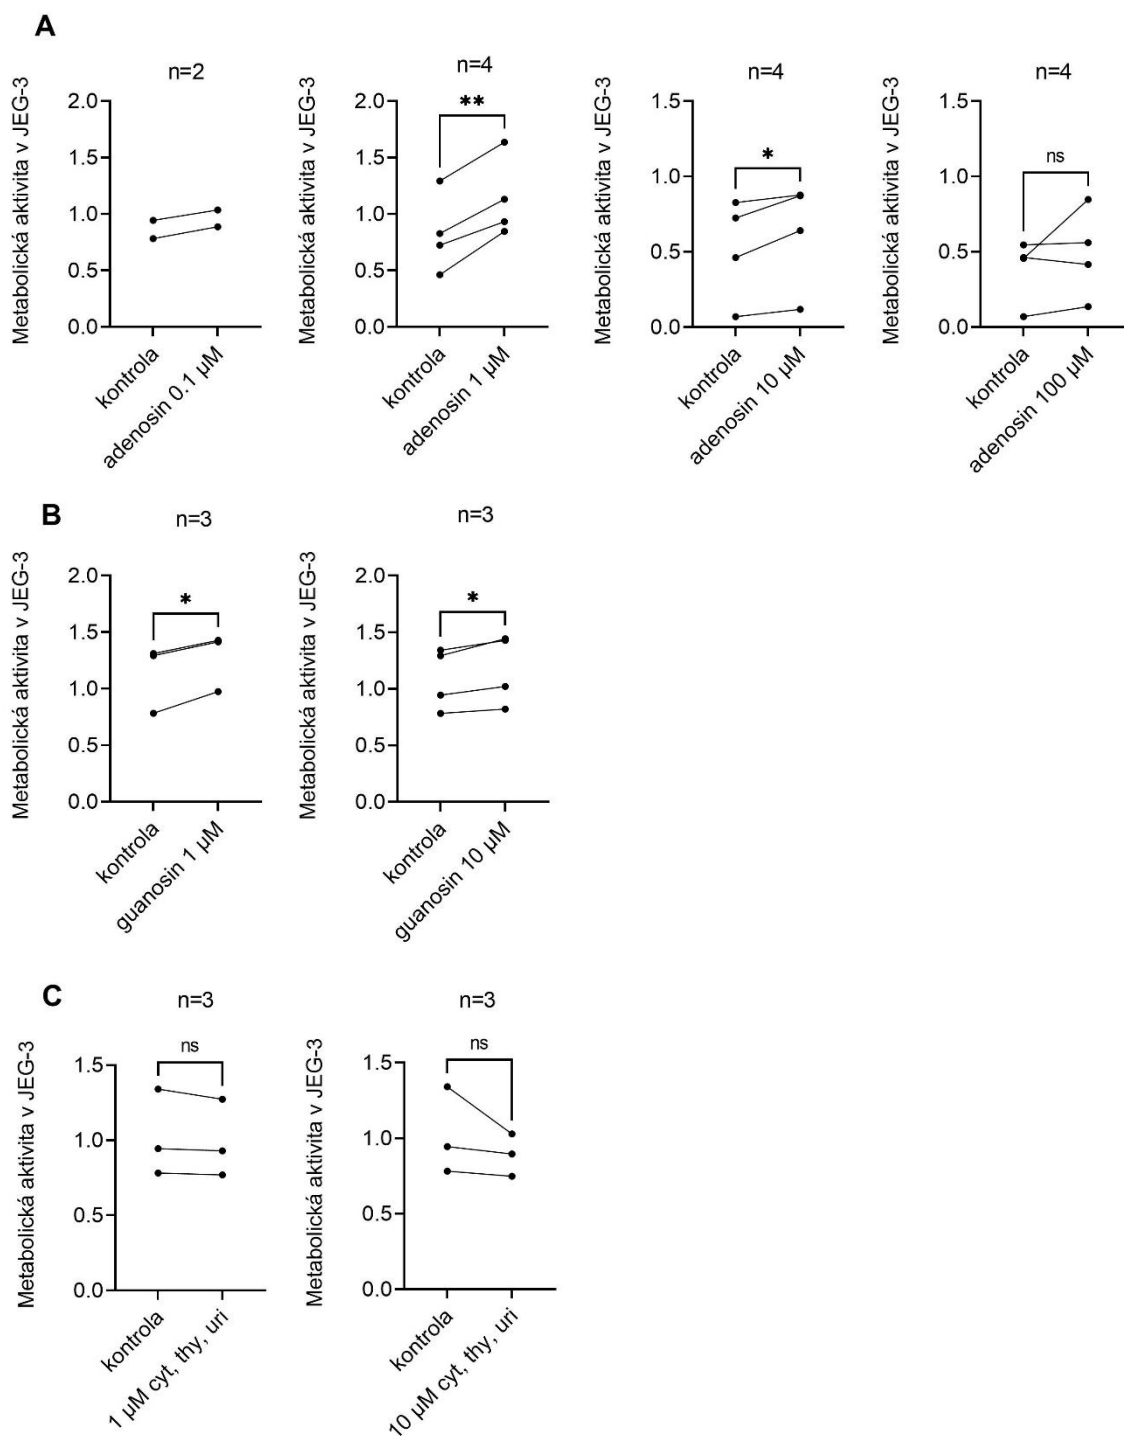 A
n=2
Metabolická aktivita v JEG-3
2.0
1.5
1.0
0.5
0.0
kontrola
adenosin 0.1 µM
n=4
Metabolická aktivita v JEG-3
2.0
1.5
1.0
0.5
0.0
**
kontrola
adenosin 1 µM
n=4
Metabolická aktivita v JEG-3
1.5
1.0
0.5
0.0
*
kontrola
adenosin 10 µM
n=4
Metabolická aktivita v JEG-3
1.5
1.0
0.5
0.0
ns
kontrola
adenosin 100 µM
B
n=3
Metabolická aktivita v JEG-3
2.0
1.5
1.0
0.5
0.0
*
kontrola
guanosin 1 µM
n=3
Metabolická aktivita v JEG-3
2.0
1.5
1.0
0.5
0.0
*
kontrola
guanosin 10 µM
C
n=3
Metabolická aktivita v JEG-3
1.5
1.0
0.5
0.0
ns
kontrola
1 µM cyt, thy, uri
n=3
Metabolická aktivita v JEG-3
1.5
1.0
0.5
0.0
ns
kontrola
10 µM cyt, thy, uri